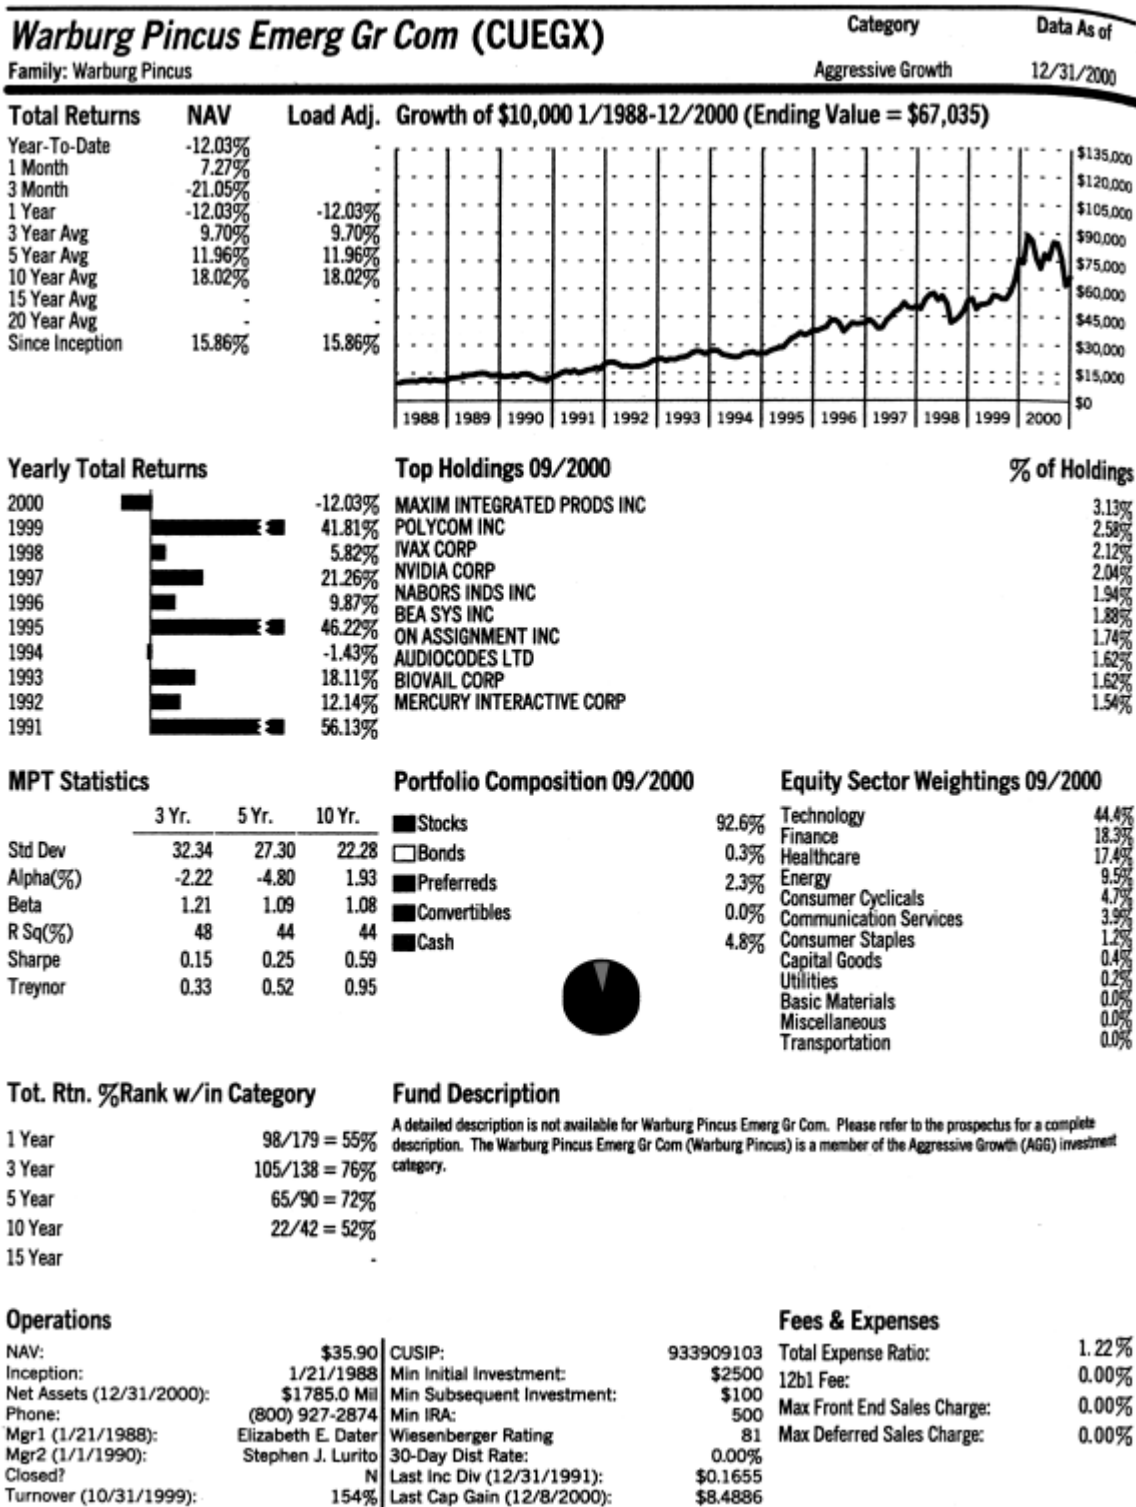 Warburg Pincus Emerg Gr Com (CUEGX)
Category
Data As of
Family: Warburg Pincus
Aggressive Growth
12/31/2000
Total Returns NAV Load Adj.
Year-To-Date -12.03% -
1 Month 7.27% -
3 Month -21.05% -
1 Year -12.03% -12.03%
3 Year Avg 9.70% 9.70%
5 Year Avg 11.96% 11.96%
10 Year Avg 18.02% 18.02%
15 Year Avg - -
20 Year Avg - -
Since Inception 15.86% 15.86%
Growth of $10,000 1/1988-12/2000 (Ending Value = $67,035)
$135,000
$120,000
$105,000
$90,000
$75,000
$60,000
$45,000
$30,000
$15,000
$0
1988 1989 1990 1991 1992 1993 1994 1995 1996 1997 1998 1999 2000
Yearly Total Returns
2000 -12.03%
1999 41.81%
1998 5.82%
1997 21.26%
1996 9.87%
1995 46.22%
1994 -1.43%
1993 18.11%
1992 12.14%
1991 56.13%
Top Holdings 09/2000 % of Holdings
MAXIM INTEGRATED PRODS INC 3.13%
POLYCOM INC 2.58%
IVAX CORP 2.12%
NVIDIA CORP 2.04%
NABORS INDS INC 1.94%
BEA SYS INC 1.88%
ON ASSIGNMENT INC 1.74%
AUDIOCODES LTD 1.62%
BIOVAIL CORP 1.62%
MERCURY INTERACTIVE CORP 1.54%
MPT Statistics
3 Yr. 5 Yr. 10 Yr.
Std Dev 32.34 27.30 22.28
Alpha(%) -2.22 -4.80 1.93
Beta 1.21 1.09 1.08
R Sq(%) 48 44 44
Sharpe 0.15 0.25 0.59
Treynor 0.33 0.52 0.95
Portfolio Composition 09/2000
Stocks 92.6%
Bonds 0.3%
Preferreds 2.3%
Convertibles 0.0%
Cash 4.8%
Equity Sector Weightings 09/2000
Technology 44.4%
Finance 18.3%
Healthcare 17.4%
Energy 9.5%
Consumer Cyclicals 4.7%
Communication Services 3.9%
Consumer Staples 1.2%
Capital Goods 0.4%
Utilities 0.2%
Basic Materials 0.0%
Miscellaneous 0.0%
Transportation 0.0%
Tot. Rtn. %Rank w/in Category
1 Year 98/179 = 55%
3 Year 105/138 = 76%
5 Year 65/90 = 72%
10 Year 22/42 = 52%
15 Year -
Fund Description
A detailed description is not available for Warburg Pincus Emerg Gr Com. Please refer to the prospectus for a complete
description. The Warburg Pincus Emerg Gr Com (Warburg Pincus) is a member of the Aggressive Growth (AGG) investment
category.
Operations
NAV: $35.90
Inception: 1/21/1988
Net Assets (12/31/2000): $1785.0 Mil
Phone: (800) 927-2874
Mgr1 (1/21/1988): Elizabeth E. Dater
Mgr2 (1/1/1990): Stephen J. Lurito
Closed? N
Turnover (10/31/1999): 154%
CUSIP: 933909103
Min Initial Investment: $2500
Min Subsequent Investment: $100
Min IRA: 500
Wiesenberger Rating 81
30-Day Dist Rate: 0.00%
Last Inc Div (12/31/1991): $0.1655
Last Cap Gain (12/8/2000): $8.4886
Fees & Expenses
Total Expense Ratio: 1.22%
12b1 Fee: 0.00%
Max Front End Sales Charge: 0.00%
Max Deferred Sales Charge: 0.00%